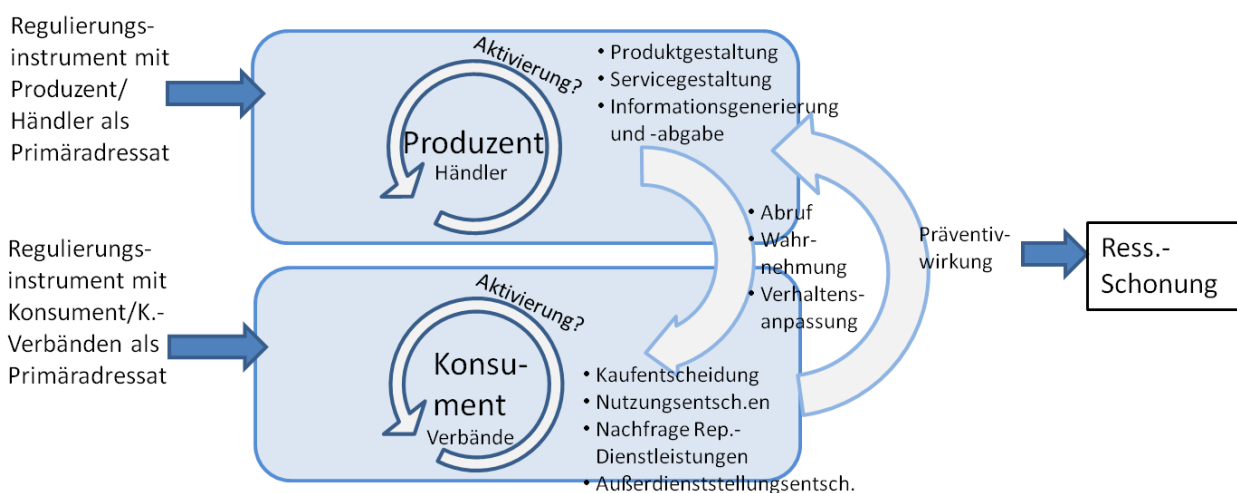 Regulierungs-
instrument mit
Produzent/
Händler als
Primäradressat
Aktivierung?
Produzent
Händler
• Produktgestaltung
• Servicegestaltung
• Informationsgenerierung
und -abgabe
• Abruf
• Wahr-
nehmung
• Verhaltens-
anpassung
Präventiv-
wirkung
Ress.-
Schonung
Regulierungs-
instrument mit
Konsument/K.-
Verbänden als
Primäradressat
Aktivierung?
Konsu-
ment
Verbände
• Kaufentscheidung
• Nutzungsentsch.en
• Nachfrage Rep.-
Dienstleistungen
• Außerdienststellungsentsch.